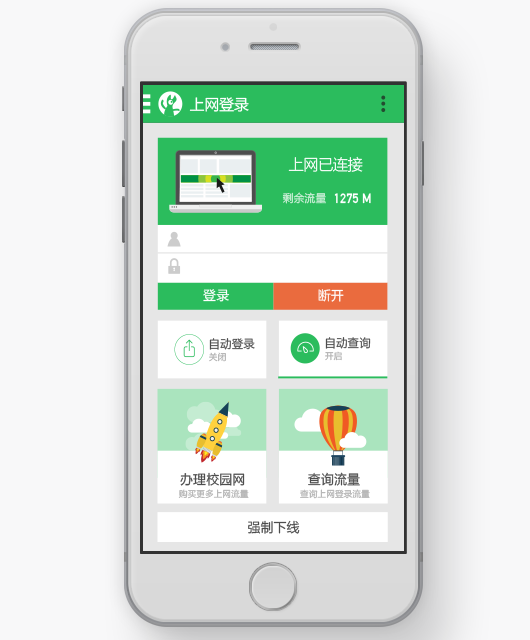 上网登录
上网已连接
剩余流量 1275 M
登录 断开
自动登录 自动查询
关闭 开启
办理校园网 查询流量
购买更多上网流量 查询上网登录流量
强制下线